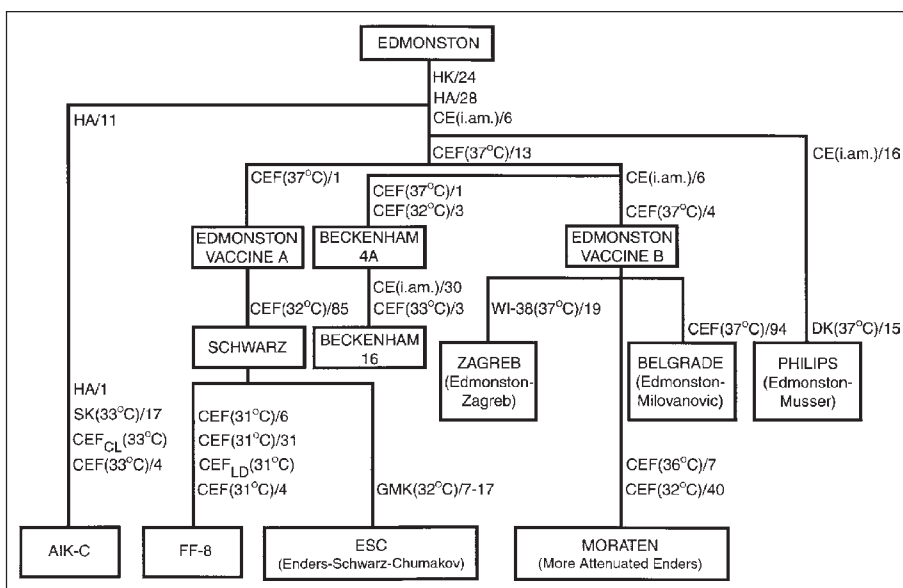 EDMONSTON
HK/24
HA/28
HA/11
CE(i.am.)/6
CEF(37°C)/13
CE(i.am.)/16
CEF(37°C)/1
CEF(37°C)/1
CEF(32°C)/3
CE(i.am.)/6
CEF(37°C)/4
EDMONSTON
VACCINE A
BECKENHAM
4A
EDMONSTON
VACCINE B
CEF(32°C)/85
CE(i.am.)/30
CEF(33°C)/3
WI-38(37°C)/19
CEF(37°C)/94
DK(37°C)/15
SCHWARZ
BECKENHAM
16
ZAGREB
(Edmonston-
Zagreb)
BELGRADE
(Edmonston-
Milovanovic)
PHILIPS
(Edmonston-
Musser)
HA/1
SK(33°C)/17
CEF_CL(33°C)
CEF(33°C)/4
CEF(31°C)/6
CEF(31°C)/31
CEF_LD(31°C)
CEF(31°C)/4
GMK(32°C)/7-17
CEF(36°C)/7
CEF(32°C)/40
AIK-C
FF-8
ESC
(Enders-Schwarz-Chumakov)
MORATEN
(More Attenuated Enders)